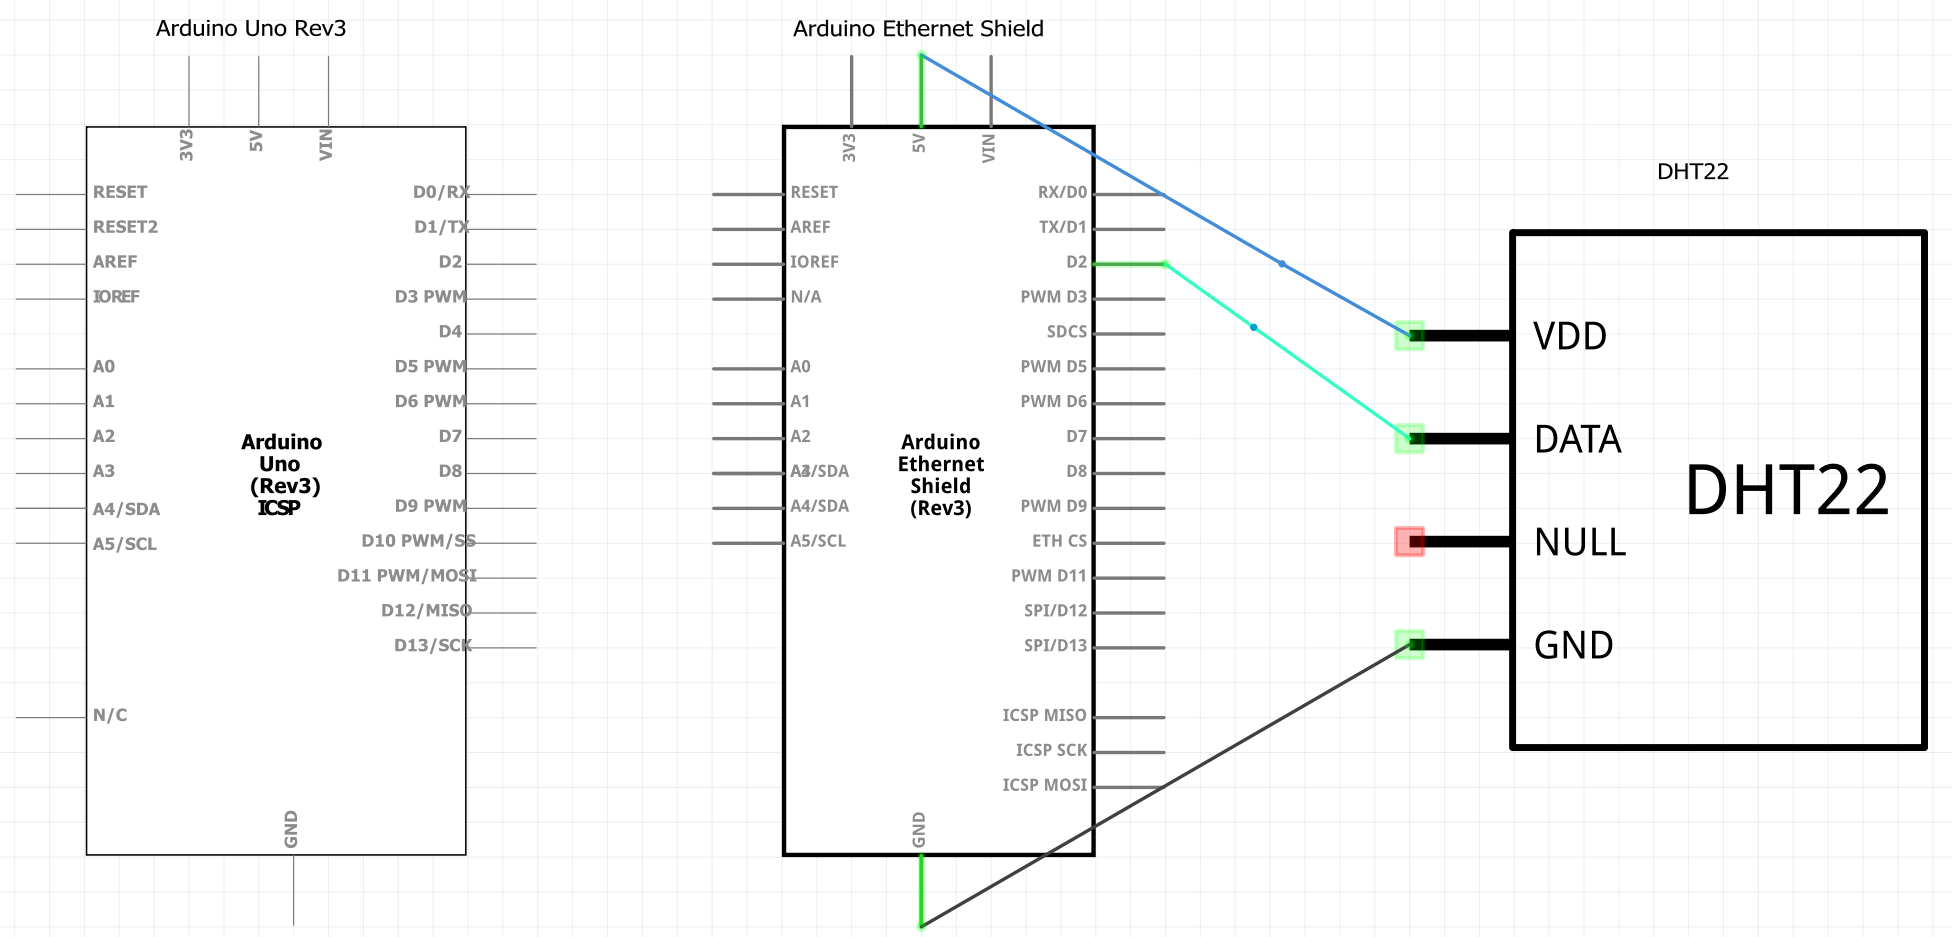 Arduino Uno Rev3
3V3
5V
VIN
RESET
RESET2
AREF
IOREF
A0
A1
A2
A3
A4/SDA
A5/SCL
N/C
D0/RX
D1/TX
D2
D3 PWM
D4
D5 PWM
D6 PWM
D7
D8
D9 PWM
D10 PWM/SS
D11 PWM/MOSI
D12/MISO
D13/SCK
Arduino
Uno
(Rev3)
ICSP
GND
Arduino Ethernet Shield
3V3
5V
VIN
RESET
AREF
IOREF
N/A
A0
A1
A2
A4/SDA
A5/SCL
RX/D0
TX/D1
D2
PWM D3
SDCS
PWM D5
PWM D6
D7
D8
PWM D9
ETH CS
PWM D11
SPI/D12
SPI/D13
ICSP MISO
ICSP SCK
ICSP MOSI
Arduino
Ethernet
Shield
(Rev3)
GND
DHT22
VDD
DATA
NULL
GND
DHT22